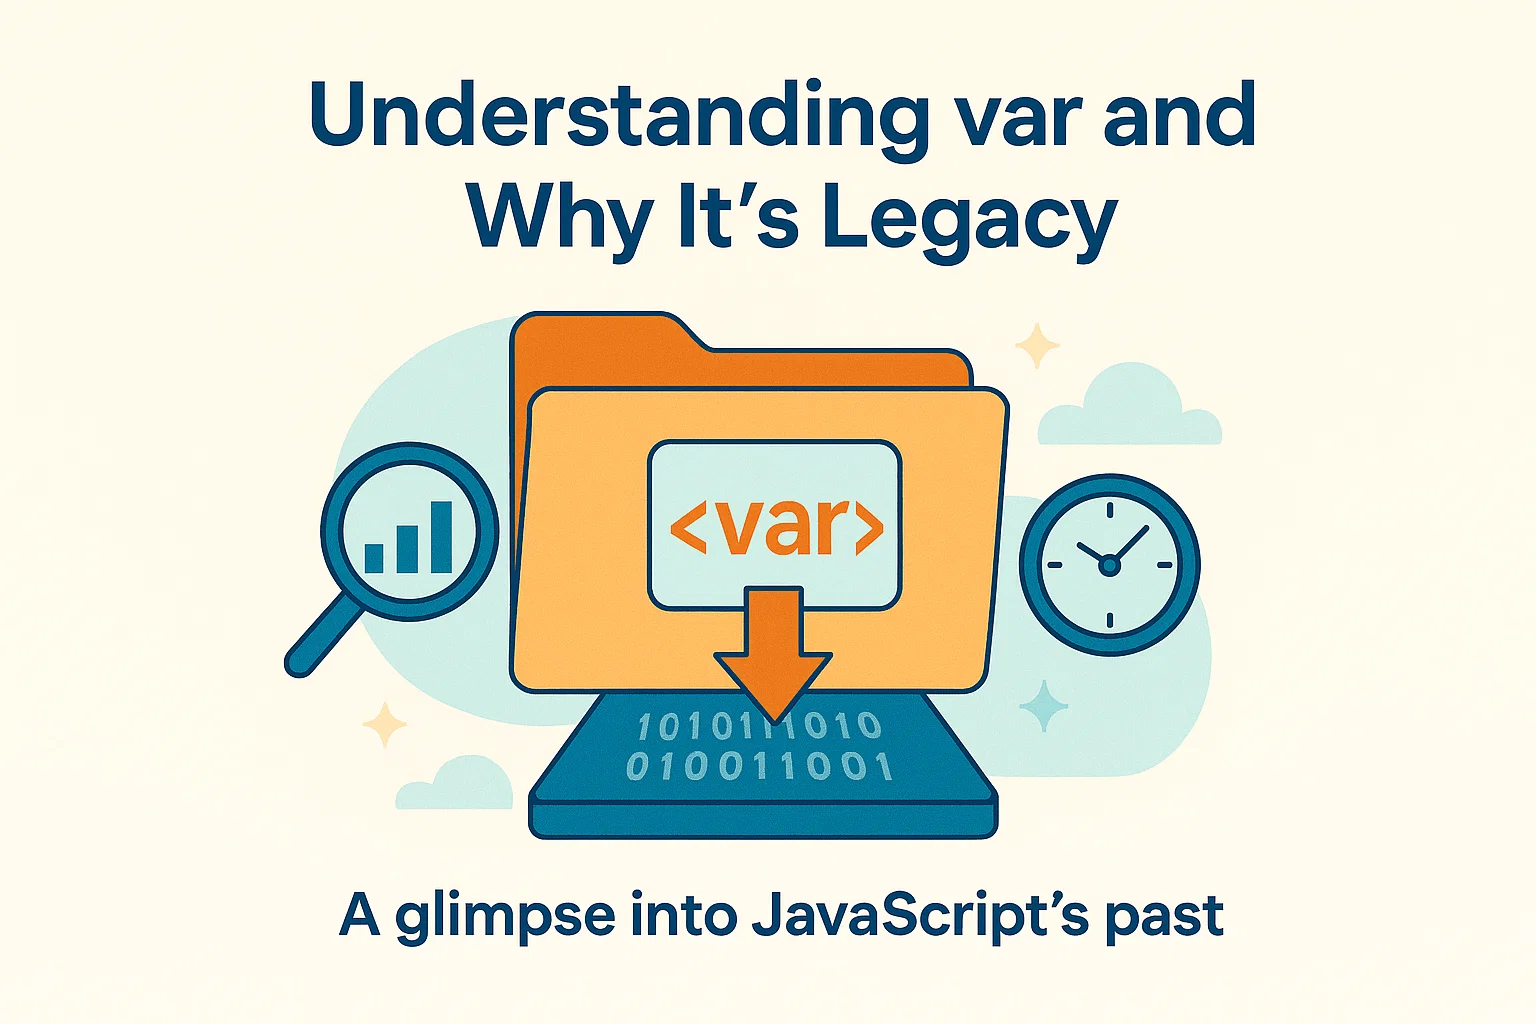 Understanding var and
Why It’s Legacy
<var>
1010111010
010011001
A glimpse into JavaScript’s past